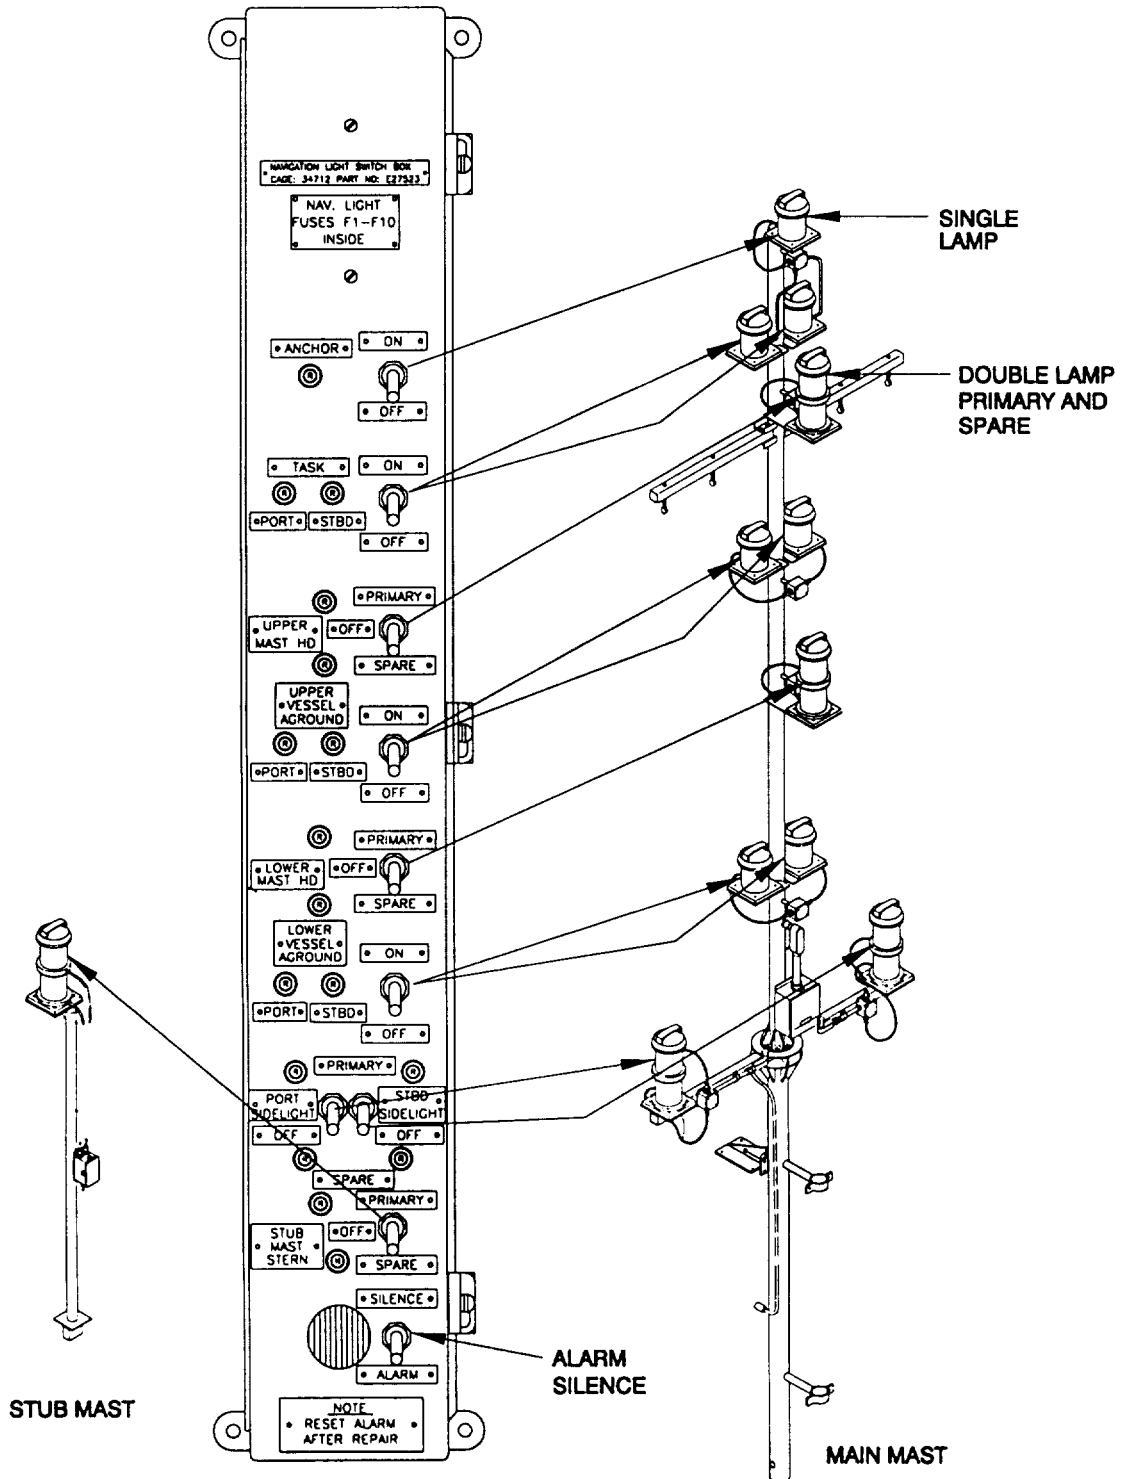 NAVIGATION LIGHT SWITCH BOX
CAGE: 34712 PART NO: E27523
NAV. LIGHT
FUSES F1-F10
INSIDE
SINGLE
LAMP
ANCHOR
ON
OFF
DOUBLE LAMP
PRIMARY AND
SPARE
TASK
ON
PORT
STBD
OFF
PRIMARY
UPPER
MAST HD
OFF
SPARE
UPPER
VESSEL
AGROUND
ON
PORT
STBD
OFF
PRIMARY
LOWER
MAST HD
OFF
SPARE
LOWER
VESSEL
AGROUND
ON
PORT
STBD
OFF
PRIMARY
PORT
SIDELIGHT
STBD
SIDELIGHT
OFF
OFF
SPARE
PRIMARY
STUB
MAST
STERN
OFF
SPARE
SILENCE
ALARM
ALARM
SILENCE
NOTE
RESET ALARM
AFTER REPAIR
STUB MAST
MAIN MAST